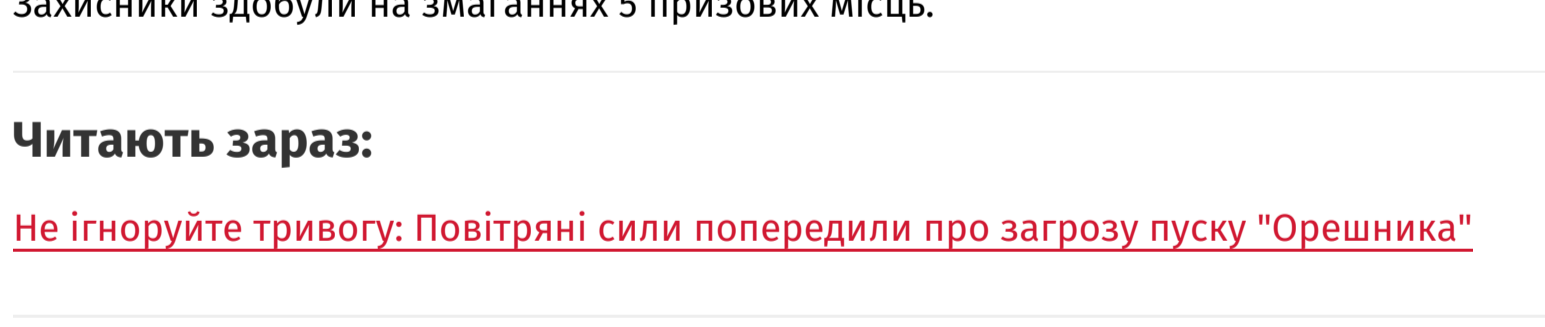 Захисники здобули на змаганнях 5 призових місць.
Читають зараз:
Не ігноруйте тривогу: Повітряні сили попередили про загрозу пуску "Орешника"